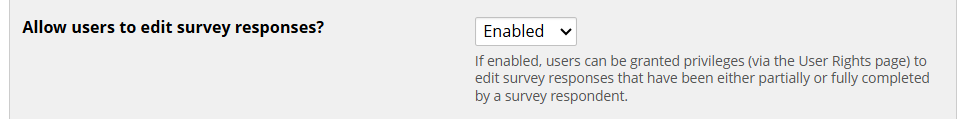 Allow users to edit survey responses?
Enabled
If enabled, users can be granted privileges (via the User Rights page) to
edit survey responses that have been either partially or fully completed
by a survey respondent.